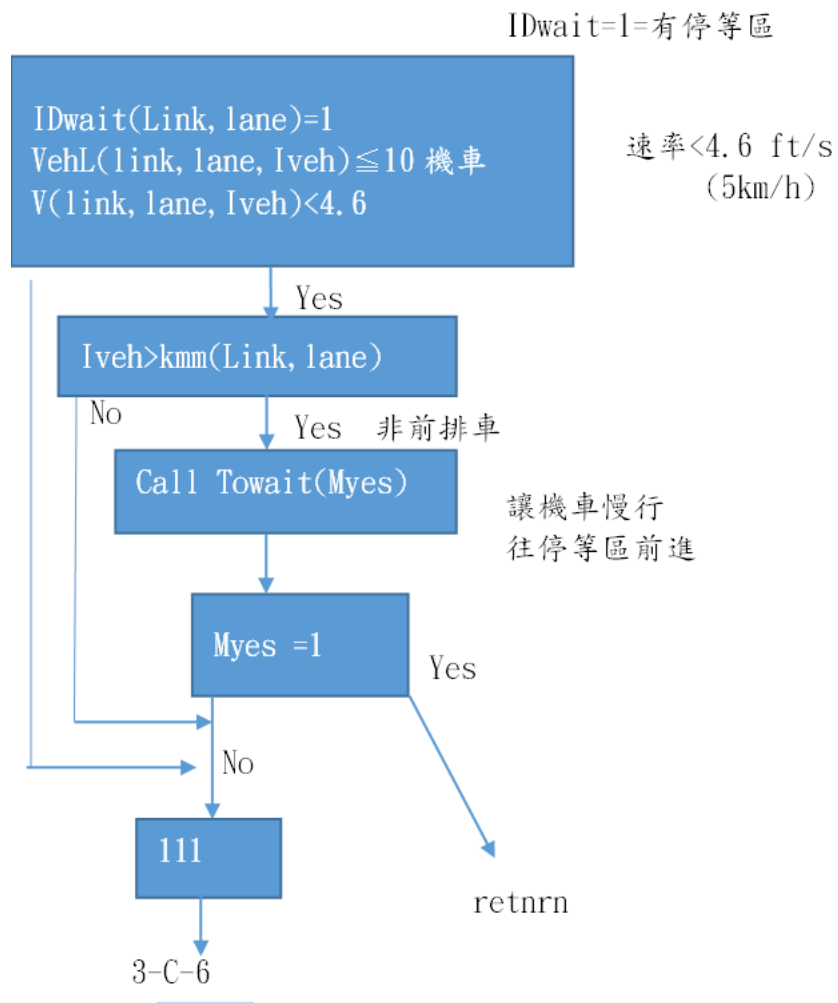 IDwait=1=有停等區
IDwait(Link,lane)=1
VehL(link,lane,Iveh)≦10 機車
V(link,lane,Iveh)<4.6
速率<4.6 ft/s
(5km/h)
Yes
Iveh>kmm(Link,lane)
No
Yes 非前排車
Call Towait(Myes)
讓機車慢行
往停等區前進
Myes =1
Yes
No
111
retnrn
3-C-6